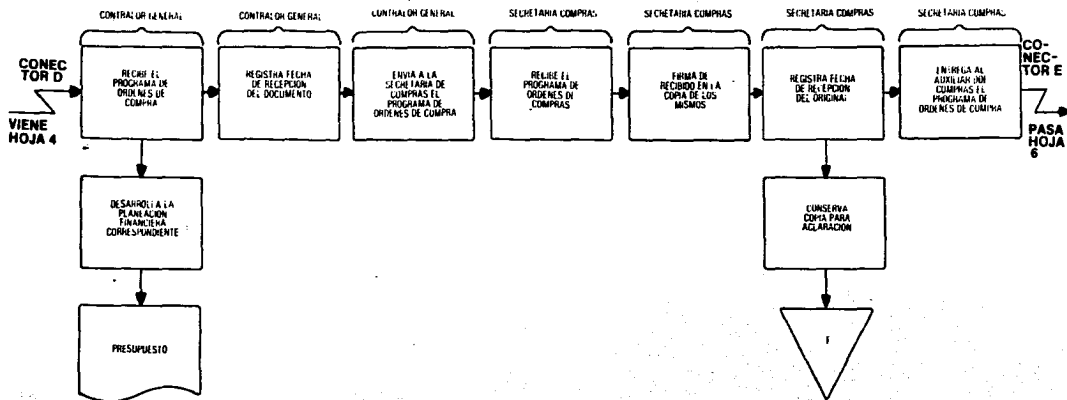 CONTRALOR GENERAL
CONTRALOR GENERAL
CONTRALOR GENERAL
SECRETARIA COMPRAS
SECRETARIA COMPRAS
SECRETARIA COMPRAS
SECRETARIA COMPRAS
CONEC
TOR D
VIENE
HOJA 4
RECIBE EL
PROGRAMA DE
ORDENES DE
COMPRA
REGISTRA FECHA
DE RECEPCION
DEL DOCUMENTO
ENVIA A LA
SECRETARIA DE
COMPRAS EL
PROGRAMA DE
ORDENES DE COMPRA
RECIBE EL
PROGRAMA DE
ORDENES DE
COMPRAS
FIRMA DE
RECIBIDO EN LA
COPIA DE LOS
MISMOS
REGISTRA FECHA
DE RECEPCION
DEL ORIGINAL
ENTREGA AL
AUXILIAR DE
COMPRAS EL
PROGRAMA DE
ORDENES DE COMPRA
CO-
NEC-
TOR E
PASA
HOJA
6
DESARROLLA LA
PLANEACION
FINANCIERA
CORRESPONDIENTE
CONSERVA
COPIA PARA
ACLARACION
PRESUPUESTO